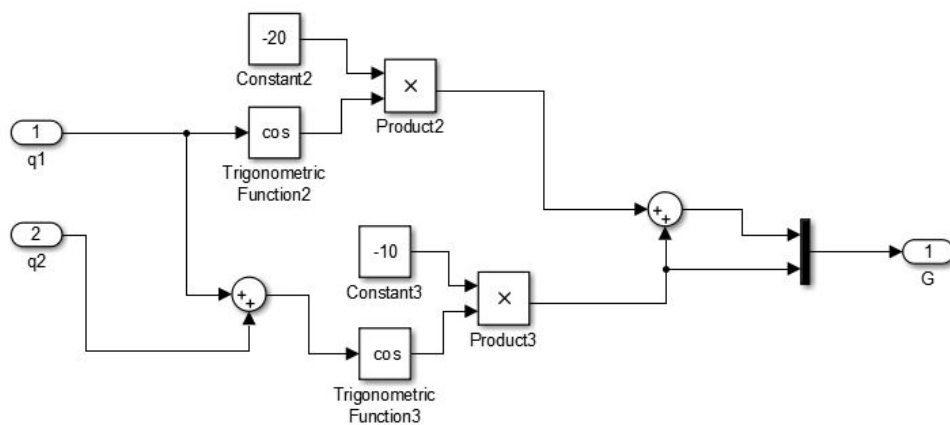 -20
Constant2
×
Product2
1
q1
cos
Trigonometric
Function2
2
q2
+
+
-10
Constant3
×
Product3
cos
Trigonometric
Function3
+
+
1
G